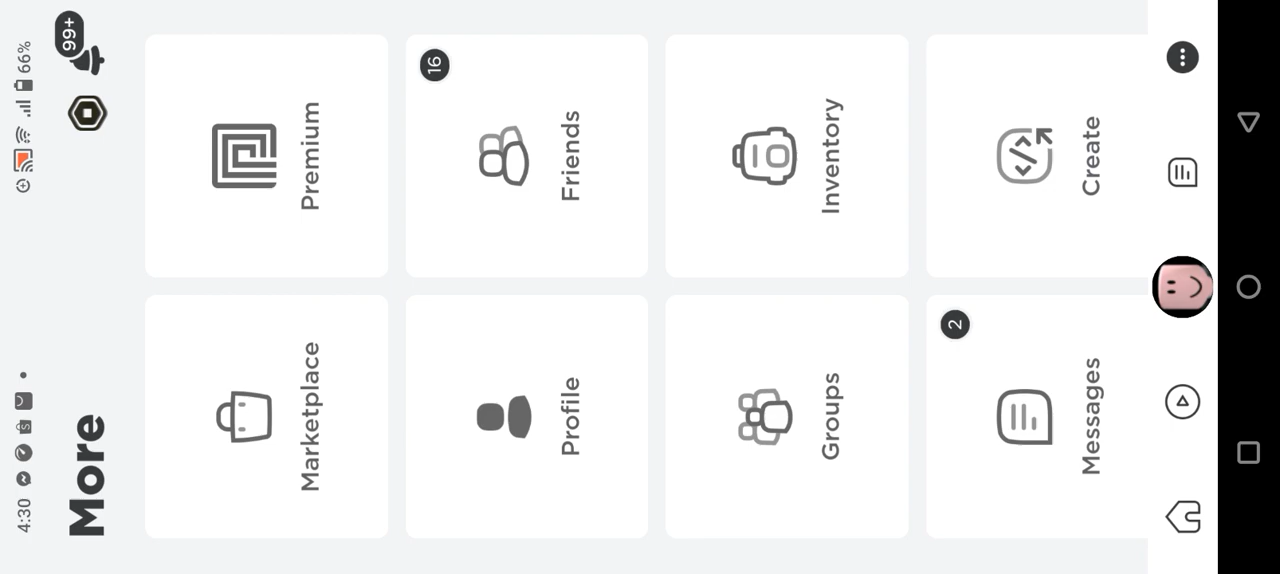 4:30 66%
More 99+
Marketplace Premium
16
Profile Friends
Groups Inventory
2
Messages Create